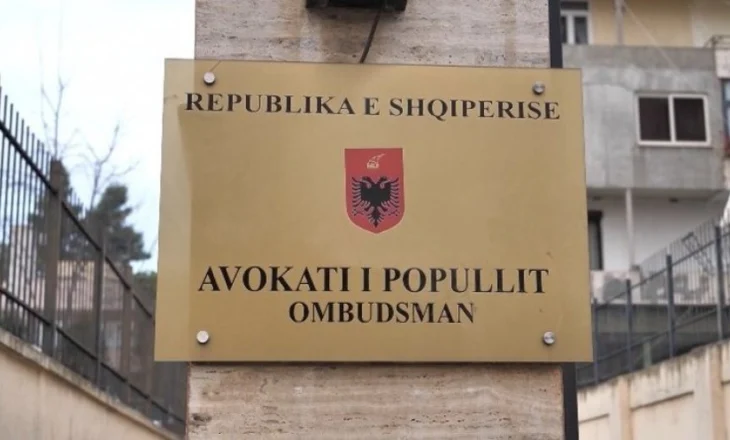 REPUBLIKA E SHQIPERISE
AVOKATI I POPULLIT
OMBUDSMAN